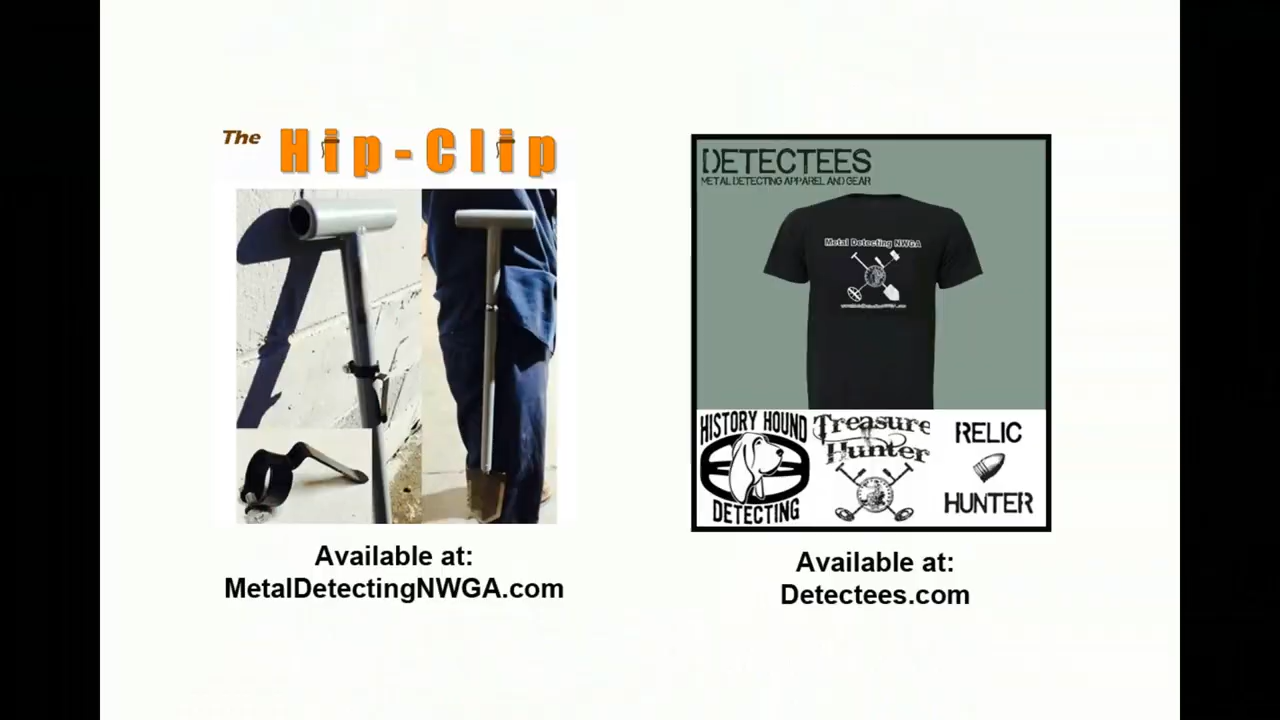 The Hip-Clip
Available at:
MetalDetectingNWGA.com
DETECTEES
METAL DETECTING APPAREL AND GEAR
Metal Detecting NWGA
HISTORY HOUND
DETECTING
Treasure
Hunter
RELIC
HUNTER
Available at:
Detectees.com